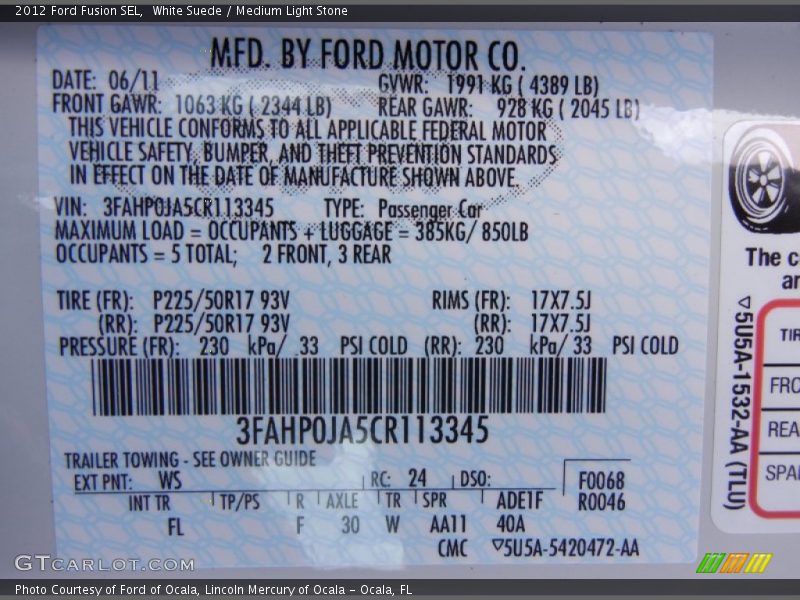 2012 Ford Fusion SEL,  White Suede / Medium Light Stone
MFD. BY FORD MOTOR CO.
DATE: 06/11 GVWR: 1991 KG ( 4389 LB)
FRONT GAWR: 1063 KG ( 2344 LB) REAR GAWR: 928 KG ( 2045 LB)
THIS VEHICLE CONFORMS TO ALL APPLICABLE FEDERAL MOTOR
VEHICLE SAFETY, BUMPER, AND THEFT PREVENTION STANDARDS
IN EFFECT ON THE DATE OF MANUFACTURE SHOWN ABOVE.
VIN: 3FAHP0JA5CR113345 TYPE: Passenger Car
MAXIMUM LOAD = OCCUPANTS + LUGGAGE = 385KG/ 850LB
OCCUPANTS = 5 TOTAL; 2 FRONT, 3 REAR
TIRE (FR): P225/50R17 93V RIMS (FR): 17X7.5J
(RR): P225/50R17 93V (RR): 17X7.5J
PRESSURE (FR): 230 kPa/ 33 PSI COLD (RR): 230 kPa/ 33 PSI COLD
3FAHP0JA5CR113345
TRAILER TOWING - SEE OWNER GUIDE
EXT PNT: WS RC: 24 DSO: F0068
INT TR TP/PS R AXLE TR SPR ADE1F R0046
FL F 30 W AA11 40A
CMC ▽5U5A-5420472-AA
The c
ar
▽5U5A-1532-AA (TLU)
TIR
FRO
REA
SPA
GTCARLOT.COM
Photo Courtesy of Ford of Ocala, Lincoln Mercury of Ocala – Ocala, FL